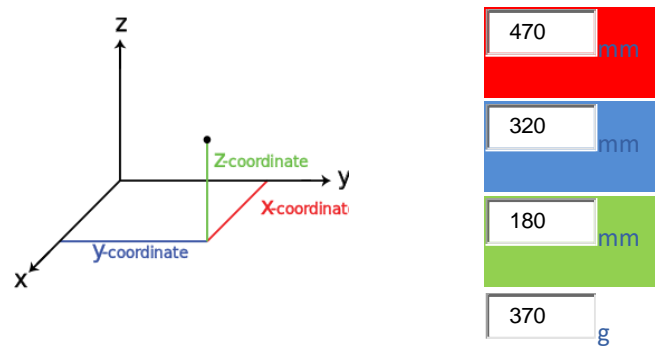 z
470
mm
z-coordinate
320
mm
y
x-coordinat
y-coordinate
x
180
mm
370
g